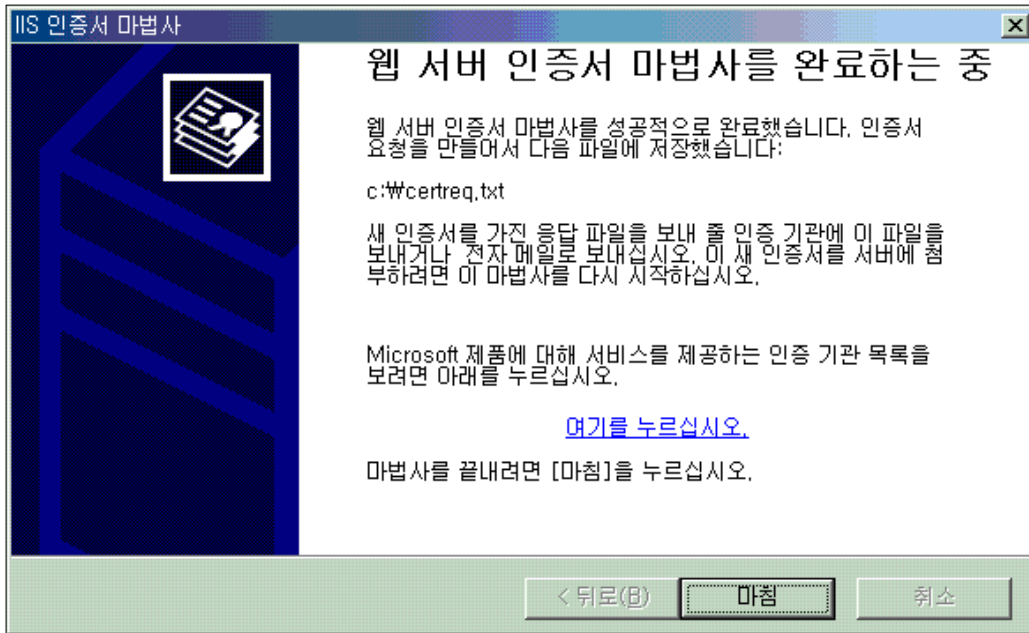 IIS 인증서 마법사
웹 서버 인증서 마법사를 완료하는 중
웹 서버 인증서 마법사를 성공적으로 완료했습니다. 인증서
요청을 만들어서 다음 파일에 저장했습니다:
c:₩certreq.txt
새 인증서를 가진 응답 파일을 보내 줄 인증 기관에 이 파일을
보내거나 전자 메일로 보내십시오. 이 새 인증서를 서버에 첨
부하려면 이 마법사를 다시 시작하십시오.
Microsoft 제품에 대해 서비스를 제공하는 인증 기관 목록을
보려면 아래를 누르십시오.
여기를 누르십시오.
마법사를 끝내려면 [마침]을 누르십시오.
< 뒤로(B) 마침 취소